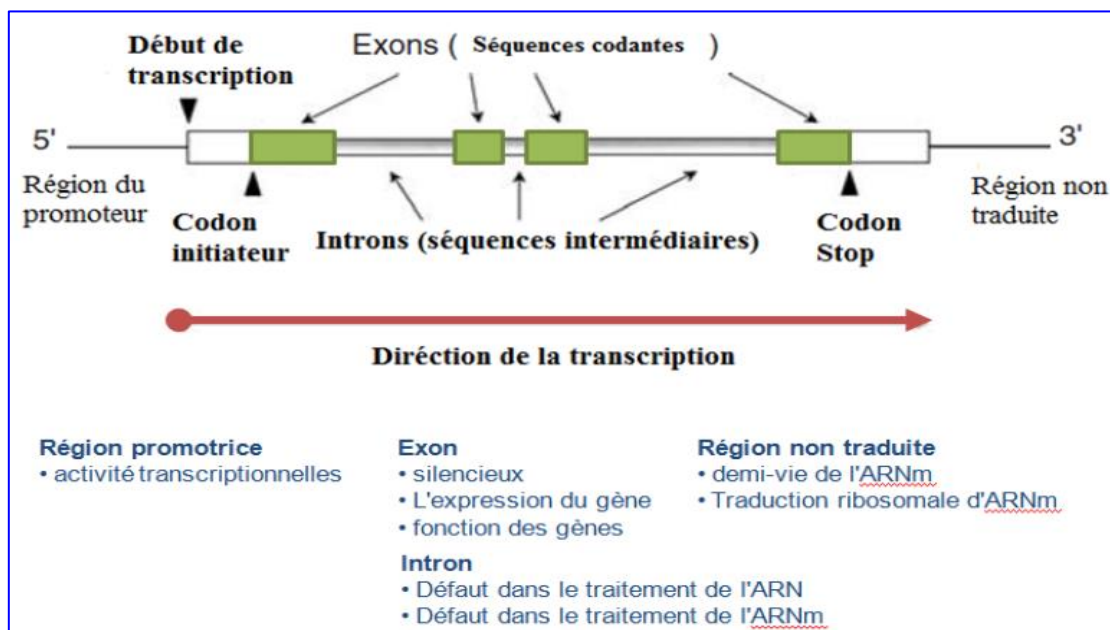 Début de
transcription
Exons ( Séquences codantes )
5'
3'
Région du
promoteur
Codon
initiateur
Introns (séquences intermédiaires)
Codon
Stop
Région non
traduite
Diréction de la transcription
Région promotrice
• activité transcriptionnelles
Exon
• silencieux
• L'expression du gène
• fonction des gènes
Intron
• Défaut dans le traitement de l'ARN
• Défaut dans le traitement de l'ARNm
Région non traduite
• demi-vie de l'ARNm
• Traduction ribosomale d'ARNm